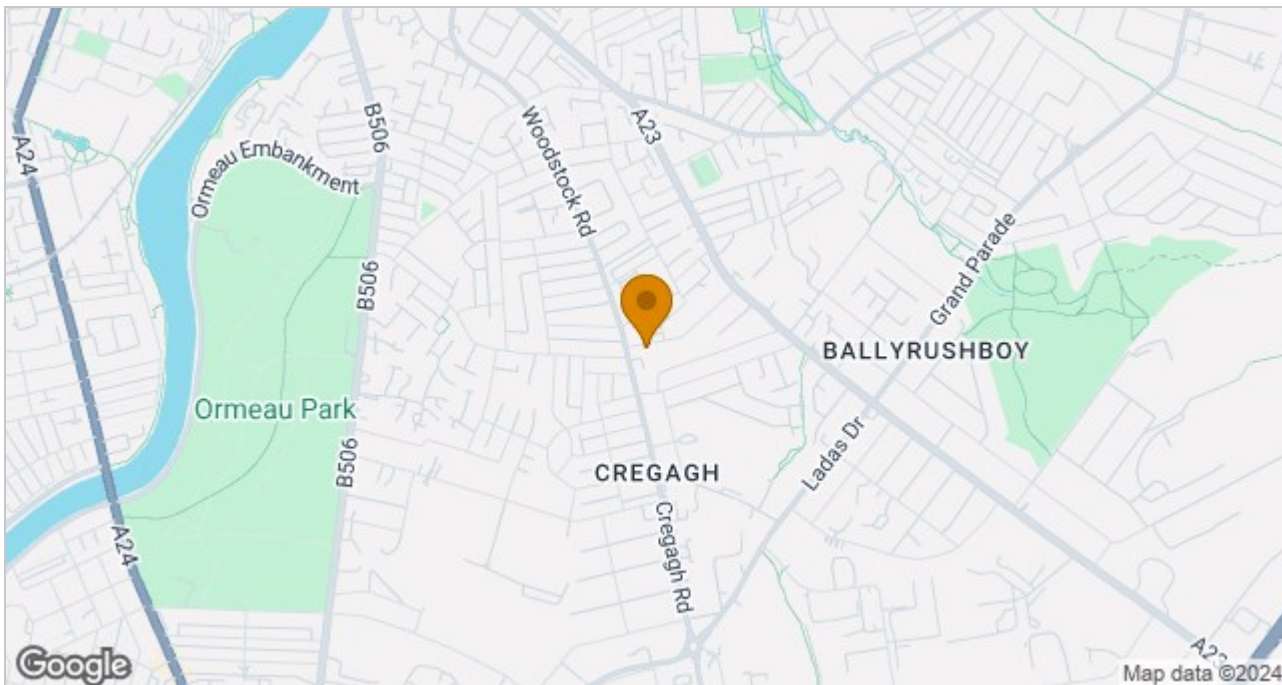 A24
B506
Ormeau Embankment
Woodstock Rd
A23
Grand Parade
B506
BALLYRUSHBOY
Ormeau Park
B506
CREGAGH
Ladas Dr
Cregagh Rd
A24
A23
Google
Map data ©2024